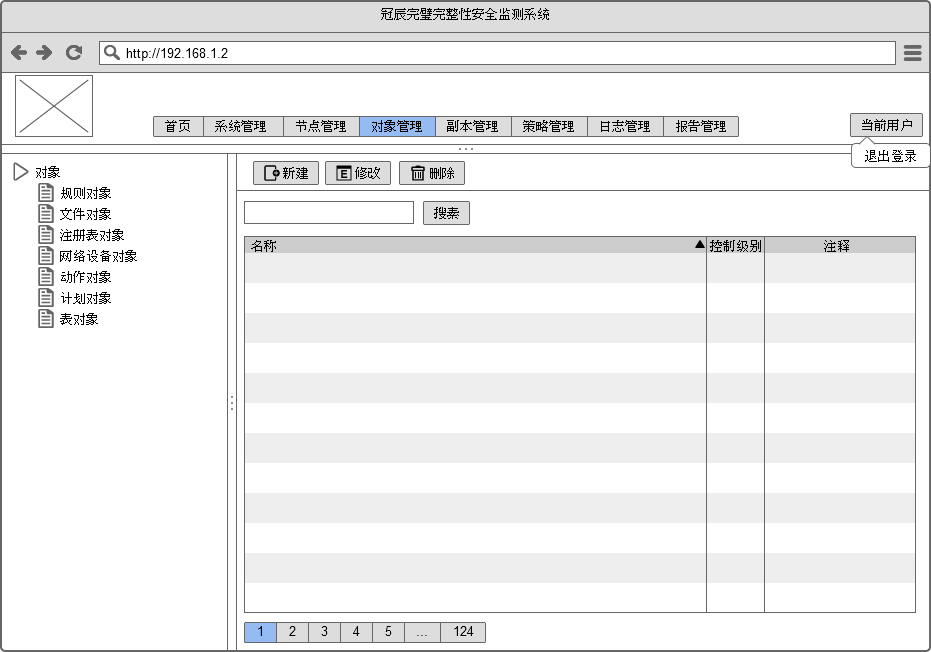 冠辰完璧完整性安全监测系统
http://192.168.1.2
首页 系统管理 节点管理 对象管理 副本管理 策略管理 日志管理 报告管理 当前用户
退出登录
对象
规则对象
文件对象
注册表对象
网络设备对象
动作对象
计划对象
表对象
新建 E修改 删除
搜素
名称 控制级别 注释
1 2 3 4 5 ... 124